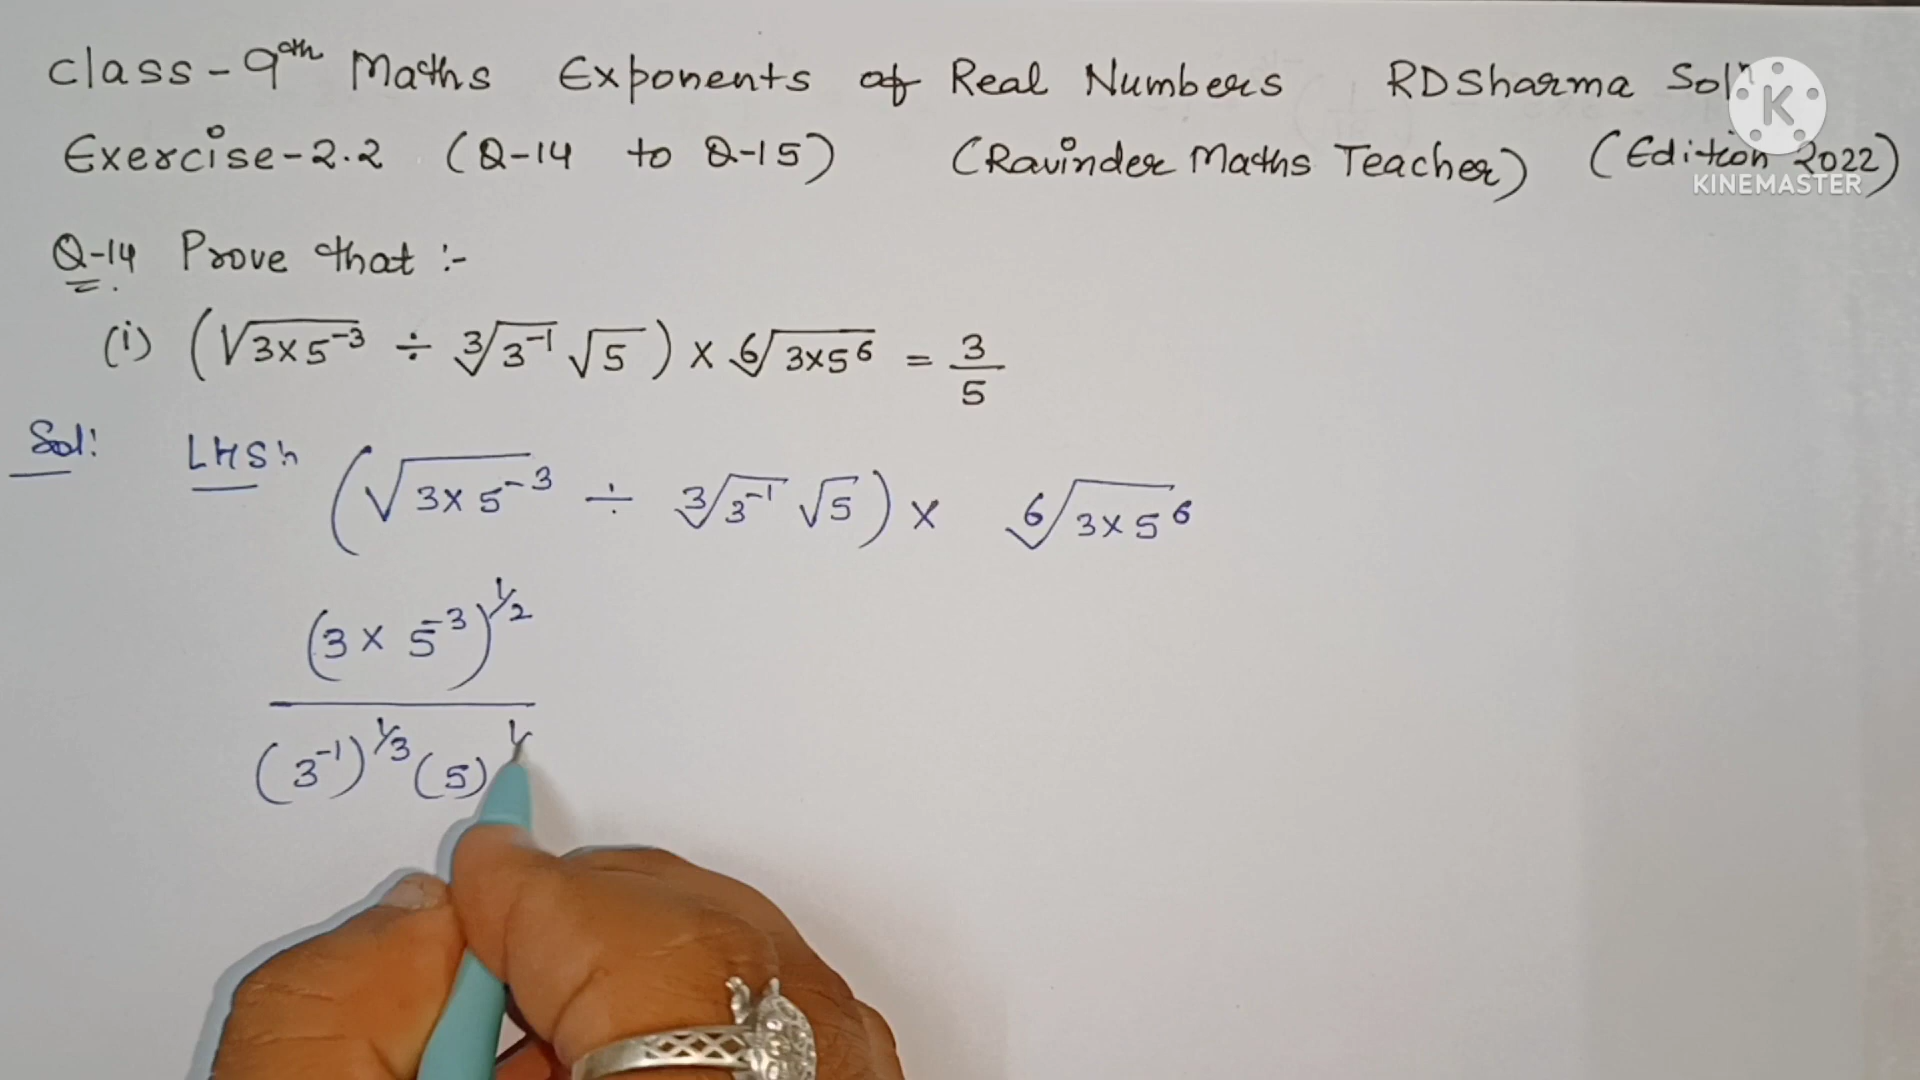 Class-9th Maths Exponents of Real Numbers RDSharma Sol
Exercise-2.2 (Q-14 to Q-15) (Ravinder Maths Teacher) (Edition 2022)
K
KINEMASTER
Q-14 Prove that :-
(i) (√(3×5⁻³) ÷ ∛(3⁻¹) √5) × ⁶√(3×5⁶) = 3/5
Sol: LHS (√(3×5⁻³) ÷ ∛(3⁻¹) √5) × ⁶√(3×5⁶)
(3×5⁻³)^1/2
(3⁻¹)^1/3 (5)